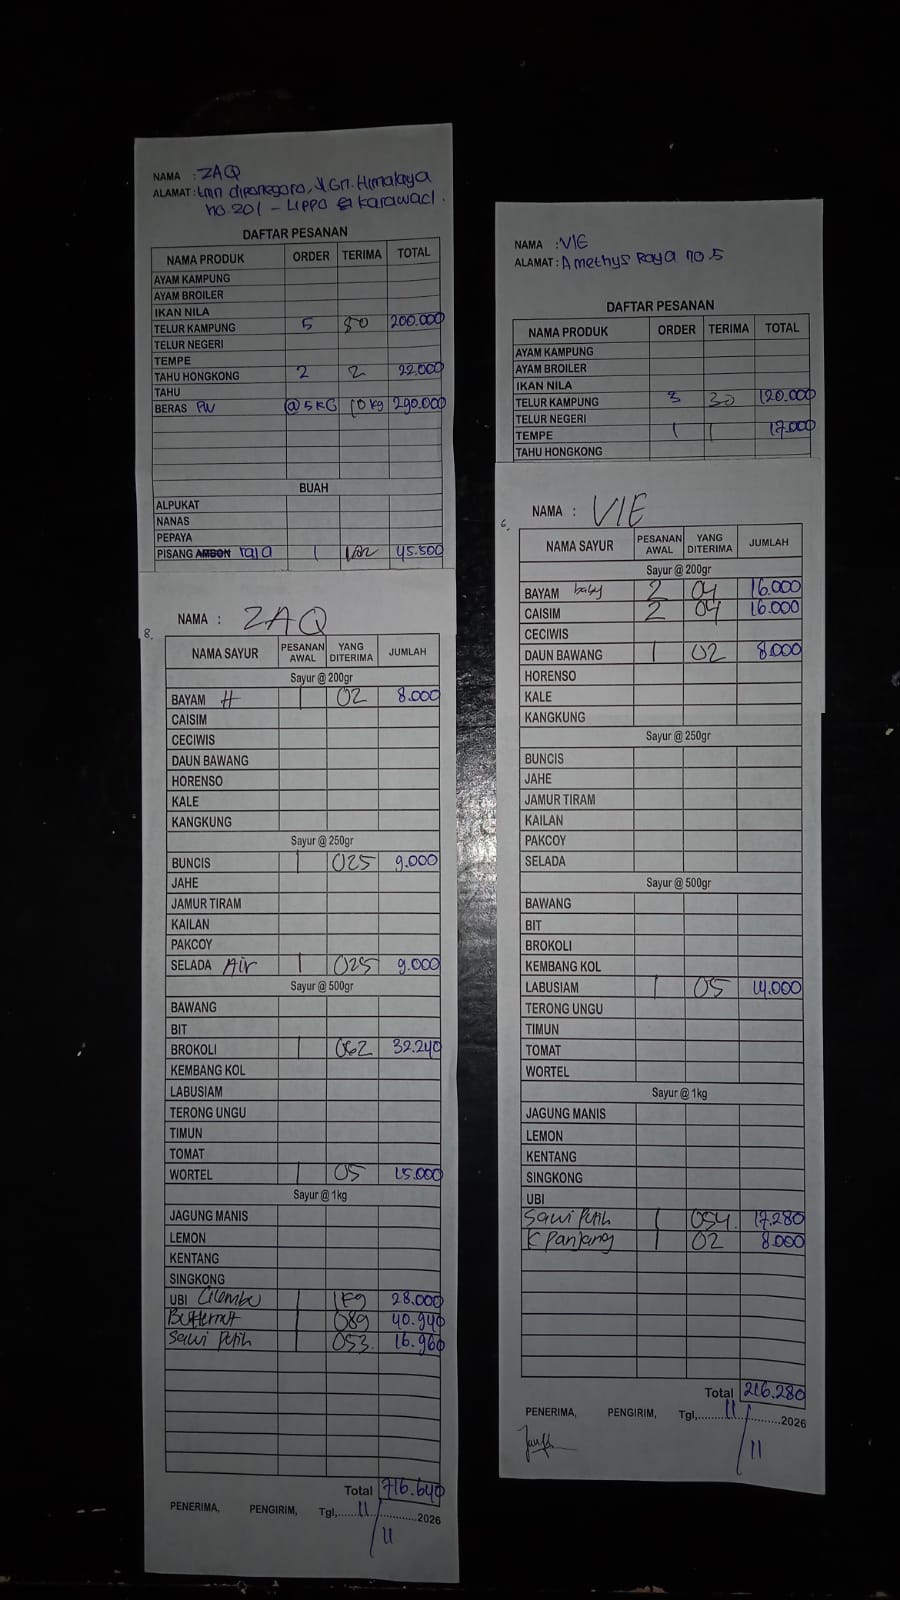 NAMA : ZAQ
ALAMAT : tmn diponegoro, Jl Gn. Himalaya
no. 201 - LIPPO Karawaci.
DAFTAR PESANAN
NAMA PRODUK ORDER TERIMA TOTAL
AYAM KAMPUNG
AYAM BROILER
IKAN NILA
TELUR KAMPUNG 5 50 200.000
TELUR NEGERI
TEMPE
TAHU HONGKONG 2 2 22.000
TAHU
BERAS PW @5KG 10 kg 290.000
BUAH
ALPUKAT
NANAS
PEPAYA
PISANG AMBON raja 1 45.500
8. NAMA : ZAQ
NAMA SAYUR PESANAN AWAL YANG DITERIMA JUMLAH
Sayur @ 200gr
BAYAM H 1 02 8.000
CAISIM
CECIWIS
DAUN BAWANG
HORENSO
KALE
KANGKUNG
Sayur @ 250gr
BUNCIS 1 025 9.000
JAHE
JAMUR TIRAM
KAILAN
PAKCOY
SELADA Air 1 025 9.000
Sayur @ 500gr
BAWANG
BIT
BROKOLI 1 062 32.240
KEMBANG KOL
LABUSIAM
TERONG UNGU
TIMUN
TOMAT
WORTEL 1 05 15.000
Sayur @ 1kg
JAGUNG MANIS
LEMON
KENTANG
SINGKONG
UBI Cilembu 1 1kg 28.000
Butternut 1 089 40.940
Sawi Putih 1 053 16.960
Total 716.640
PENERIMA, PENGIRIM, Tgl,......11/11......2026
NAMA : VIE
ALAMAT : Amethys Raya no.5
DAFTAR PESANAN
NAMA PRODUK ORDER TERIMA TOTAL
AYAM KAMPUNG
AYAM BROILER
IKAN NILA
TELUR KAMPUNG 3 30 120.000
TELUR NEGERI
TEMPE 1 1 17.000
TAHU HONGKONG
6. NAMA : VIE
NAMA SAYUR PESANAN AWAL YANG DITERIMA JUMLAH
Sayur @ 200gr
BAYAM baby 2 04 16.000
CAISIM 2 04 16.000
CECIWIS
DAUN BAWANG 1 02 8.000
HORENSO
KALE
KANGKUNG
Sayur @ 250gr
BUNCIS
JAHE
JAMUR TIRAM
KAILAN
PAKCOY
SELADA
Sayur @ 500gr
BAWANG
BIT
BROKOLI
KEMBANG KOL
LABUSIAM 1 05 14.000
TERONG UNGU
TIMUN
TOMAT
WORTEL
Sayur @ 1kg
JAGUNG MANIS
LEMON
KENTANG
SINGKONG
UBI
Sawi Putih 1 054 17.280
K Panjang 1 02 8.000
Total 216.280
PENERIMA, PENGIRIM, Tgl,......11/11......2026